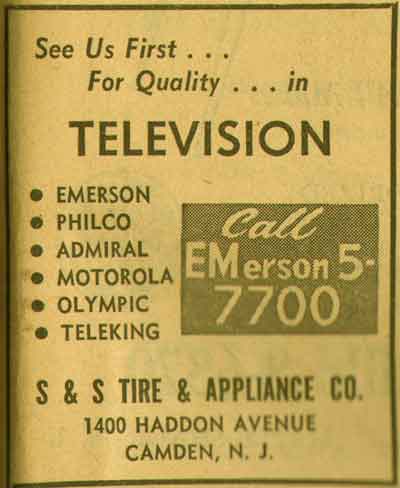 See Us First . . .
For Quality . . . in
TELEVISION
● EMERSON
● PHILCO
● ADMIRAL
● MOTOROLA
● OLYMPIC
● TELEKING
Call
EMerson 5-
7700
S & S TIRE & APPLIANCE CO.
1400 HADDON AVENUE
CAMDEN, N. J.